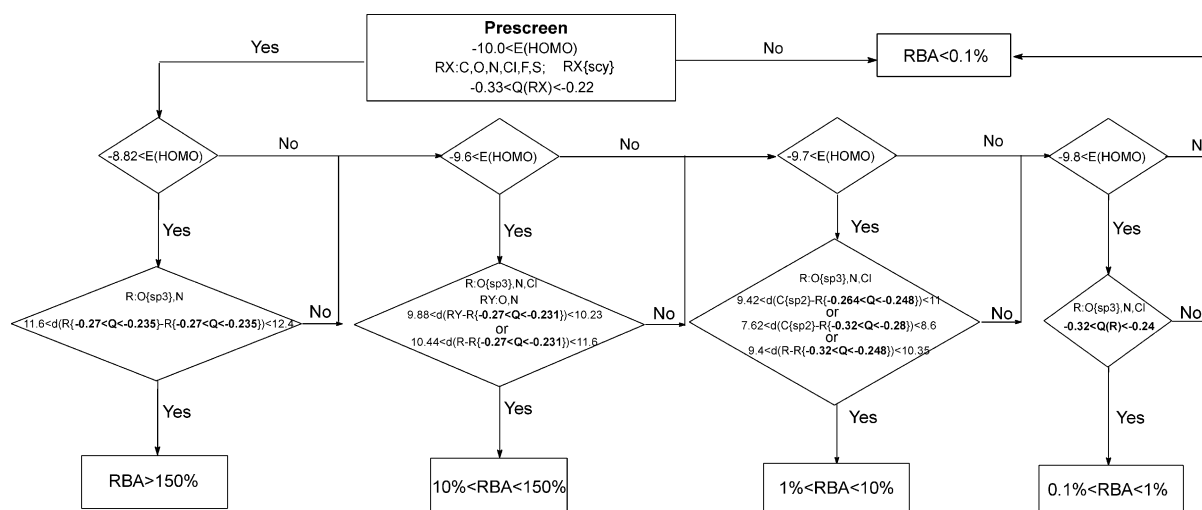 Prescreen
-10.0<E(HOMO)
RX:C,O,N,Cl,F,S; RX{scy}
-0.33<Q(RX)<-0.22
Yes
No
RBA<0.1%
-8.82<E(HOMO)
No
-9.6<E(HOMO)
No
-9.7<E(HOMO)
No
-9.8<E(HOMO)
N
Yes
Yes
Yes
Yes
R:O{sp3},N
11.6<d(R{-0.27<Q<-0.235}-R{-0.27<Q<-0.235})<12.4
No
R:O{sp3},N,Cl
RY:O,N
9.88<d(RY-R{-0.27<Q<-0.231})<10.23
or
10.44<d(R-R{-0.27<Q<-0.231})<11.6
No
R:O{sp3},N,Cl
9.42<d(C{sp2}-R{-0.264<Q<-0.248})<11
or
7.62<d(C{sp2}-R{-0.32<Q<-0.28})<8.6
or
9.4<d(R-R{-0.32<Q<-0.248})<10.35
No
R:O{sp3},N,Cl
-0.32<Q(R)<-0.24
No
Yes
Yes
Yes
Yes
RBA>150%
10%<RBA<150%
1%<RBA<10%
0.1%<RBA<1%